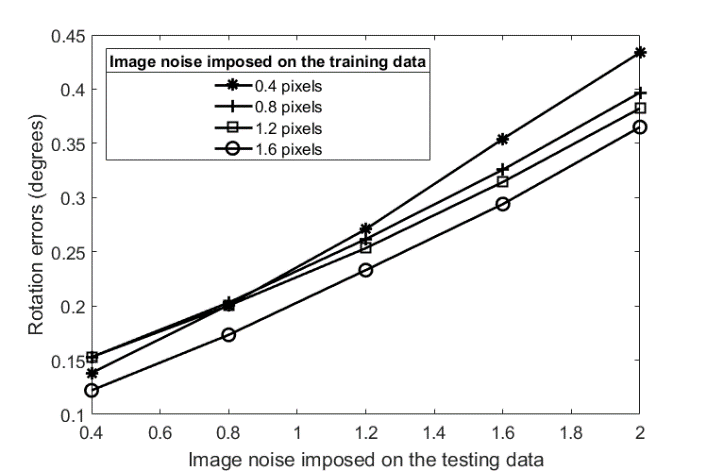 0.45
0.4
0.35
0.3
0.25
0.2
0.15
0.1
Rotation errors (degrees)
Image noise imposed on the training data
0.4 pixels
0.8 pixels
1.2 pixels
1.6 pixels
0.4 0.6 0.8 1 1.2 1.4 1.6 1.8 2
Image noise imposed on the testing data